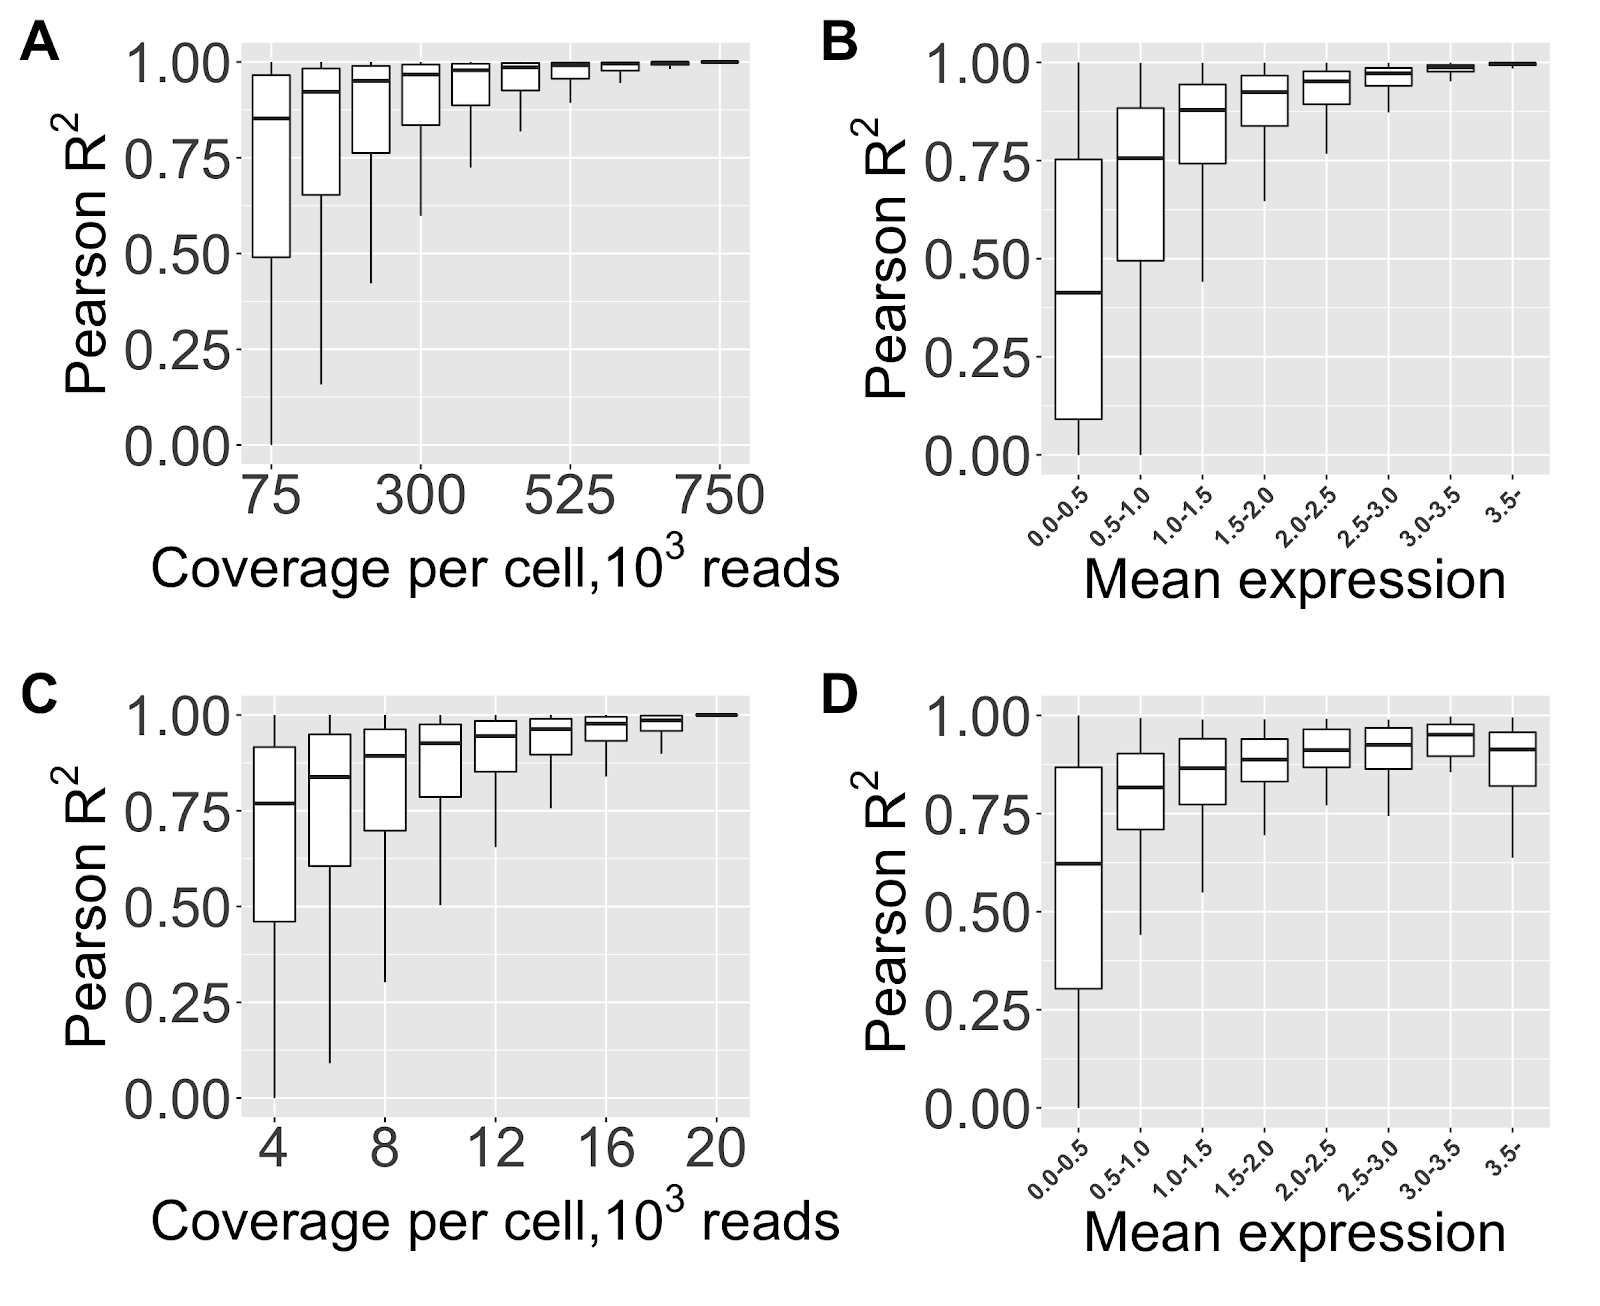 A
Pearson R²
1.00
0.75
0.50
0.25
0.00
75 300 525 750
Coverage per cell,10³ reads
B
Pearson R²
1.00
0.75
0.50
0.25
0.00
0.0-0.5 0.5-1.0 1.0-1.5 1.5-2.0 2.0-2.5 2.5-3.0 3.0-3.5 3.5-
Mean expression
C
Pearson R²
1.00
0.75
0.50
0.25
0.00
4 8 12 16 20
Coverage per cell,10³ reads
D
Pearson R²
1.00
0.75
0.50
0.25
0.00
0.0-0.5 0.5-1.0 1.0-1.5 1.5-2.0 2.0-2.5 2.5-3.0 3.0-3.5 3.5-
Mean expression